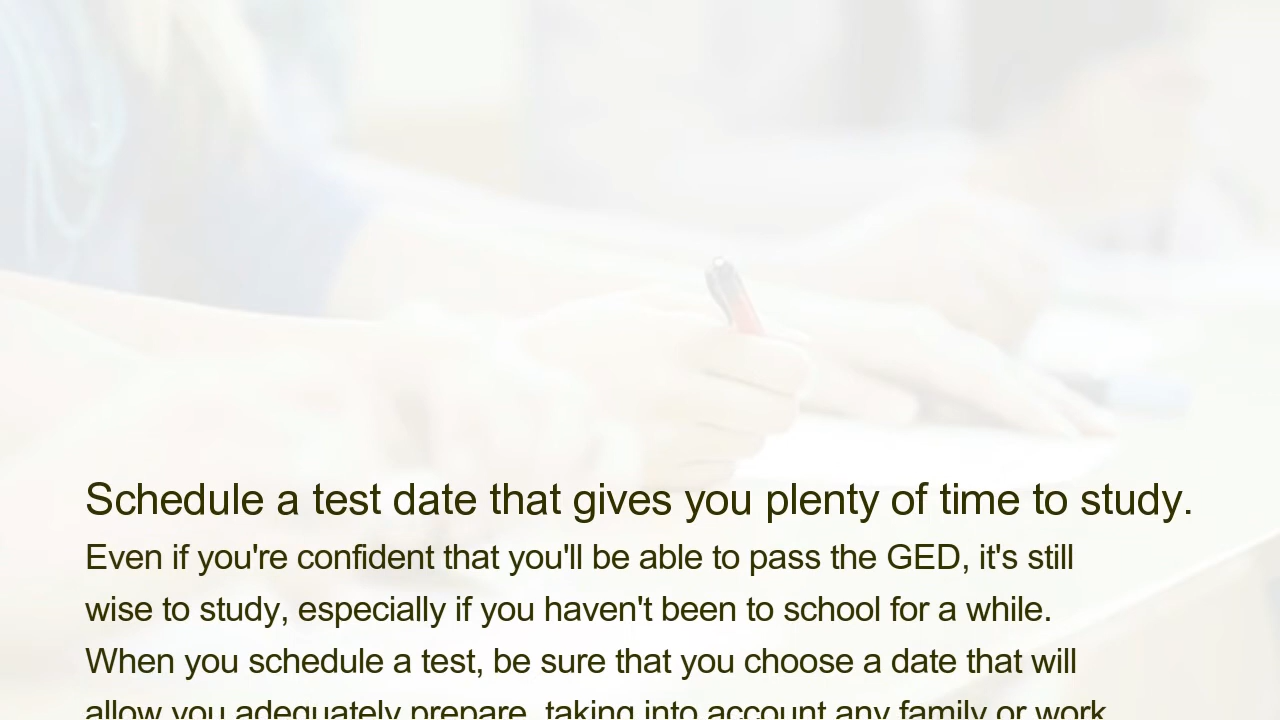 Schedule a test date that gives you plenty of time to study.
Even if you're confident that you'll be able to pass the GED, it's still
wise to study, especially if you haven't been to school for a while.
When you schedule a test, be sure that you choose a date that will
allow you adequately prepare, taking into account any family or work